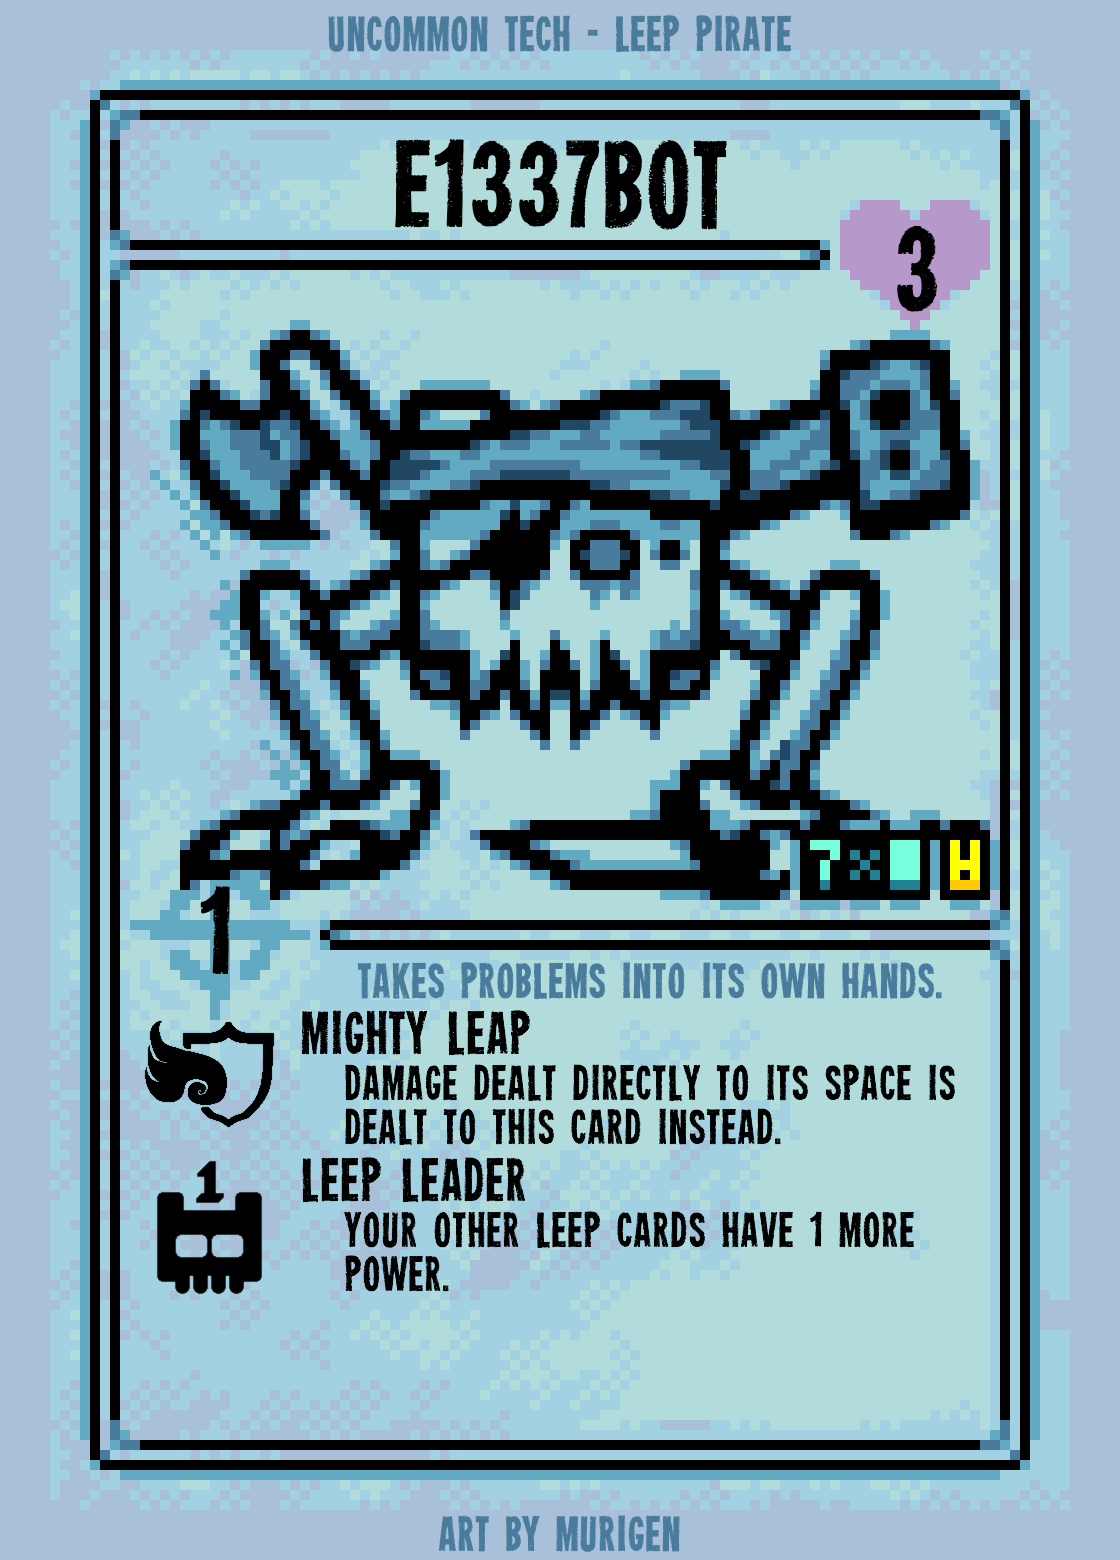 UNCOMMON TECH - LEEP PIRATE
E1337BOT
3
1
TAKES PROBLEMS INTO ITS OWN HANDS.
MIGHTY LEAP
DAMAGE DEALT DIRECTLY TO ITS SPACE IS
DEALT TO THIS CARD INSTEAD.
1
LEEP LEADER
YOUR OTHER LEEP CARDS HAVE 1 MORE
POWER.
ART BY MURIGEN